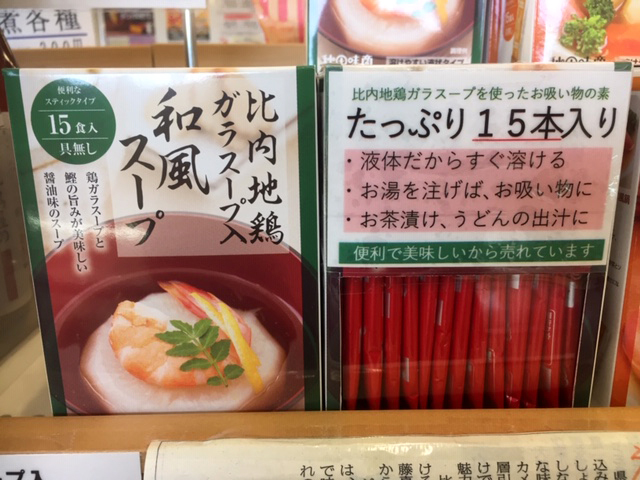 煮各種
便利な
スティックタイプ
15食入
具無し
比内地鶏
ガラスープ入
和風
スープ
鶏ガラスープと
鰹の旨みが美味しい
醤油味のスープ
比内地鶏ガラスープを使ったお吸い物の素
たっぷり15本入り
・液体だからすぐ溶ける
・お湯を注げば、お吸い物に
・お茶漬け、うどんの出汁に
便利で美味しいから売れています
プ入